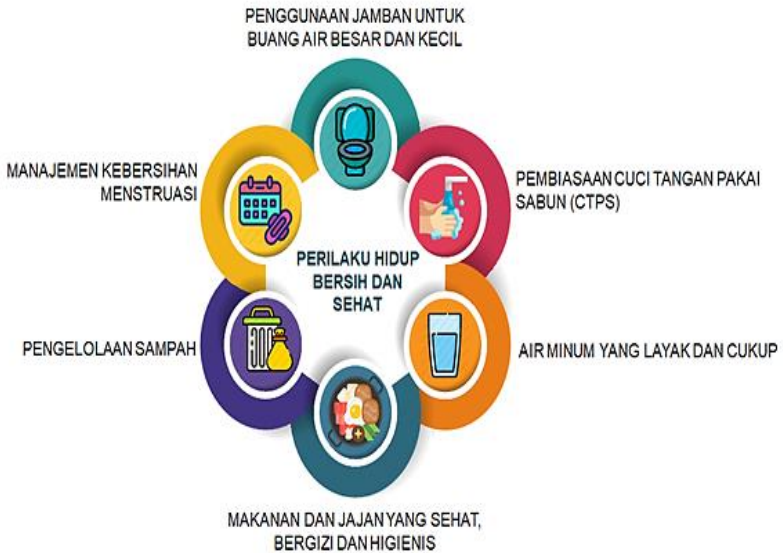 PENGGUNAAN JAMBAN UNTUK
BUANG AIR BESAR DAN KECIL
MANAJEMEN KEBERSIHAN
MENSTRUASI
PEMBIASAAN CUCI TANGAN PAKAI
SABUN (CTPS)
PERILAKU HIDUP
BERSIH DAN
SEHAT
PENGELOLAAN SAMPAH
AIR MINUM YANG LAYAK DAN CUKUP
MAKANAN DAN JAJAN YANG SEHAT,
BERGIZI DAN HIGIENIS